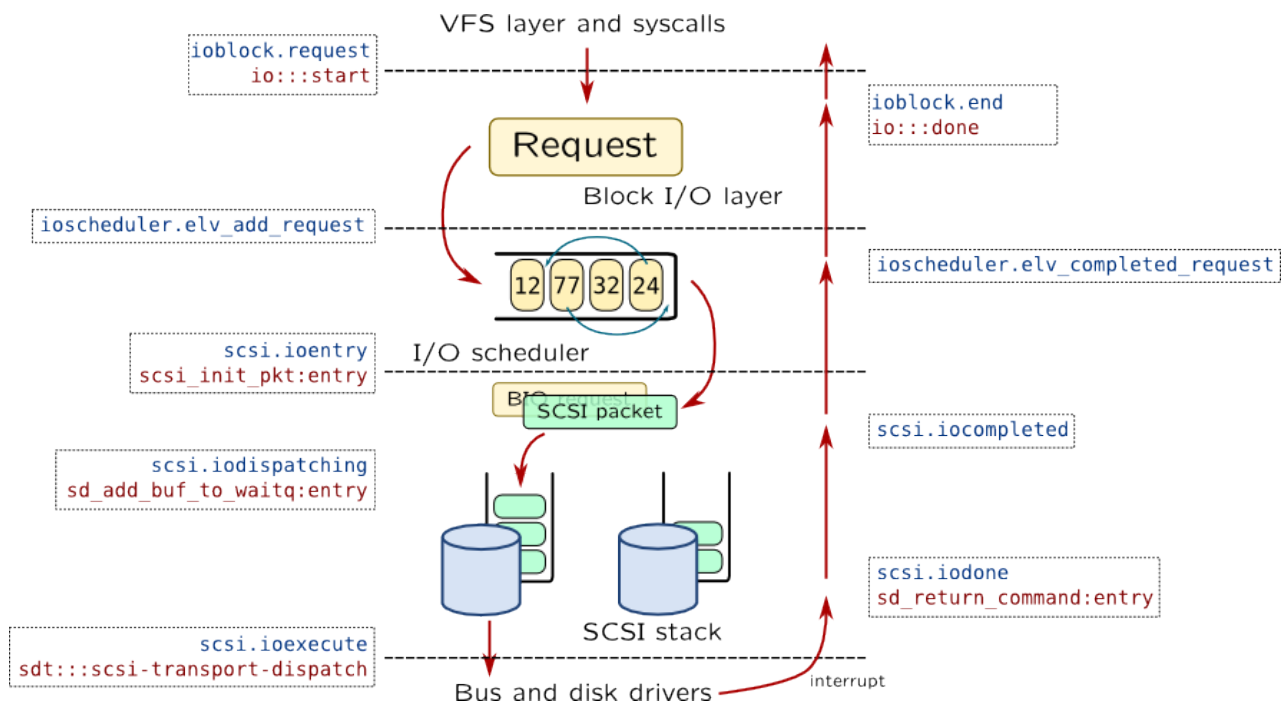 VFS layer and syscalls
ioblock.request
io:::start
ioblock.end
io:::done
Request
Block I/O layer
ioscheduler.elv_add_request
ioscheduler.elv_completed_request
12 77 32 24
I/O scheduler
scsi.ioentry
scsi_init_pkt:entry
BIO request
SCSI packet
scsi.iocompleted
scsi.iodispatching
sd_add_buf_to_waitq:entry
scsi.iodone
sd_return_command:entry
SCSI stack
scsi.ioexecute
sdt:::scsi-transport-dispatch
interrupt
Bus and disk drivers